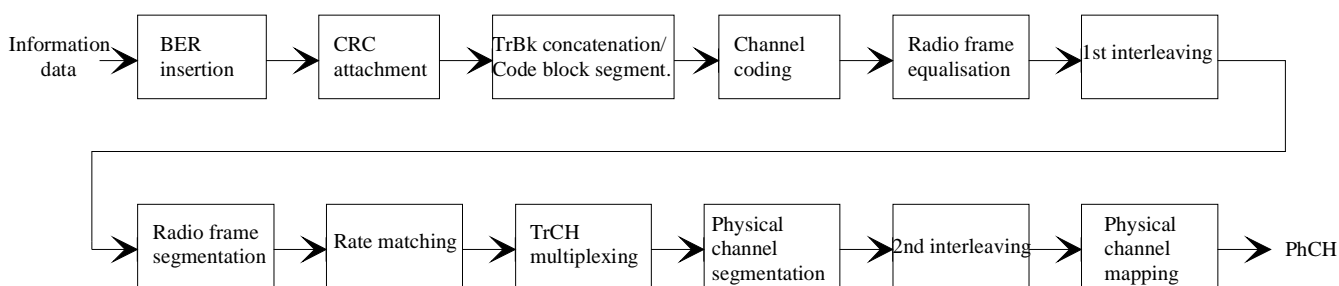 Information
data
BER
insertion
CRC
attachment
TrBk concatenation/
Code block segment.
Channel
coding
Radio frame
equalisation
1st interleaving
Radio frame
segmentation
Rate matching
TrCH
multiplexing
Physical
channel
segmentation
2nd interleaving
Physical
channel
mapping
PhCH